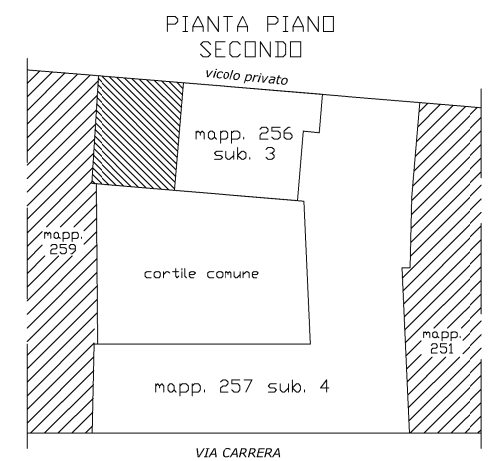 PIANTA PIANO
SECONDO
vicolo privato
mapp. 256
sub. 3
mapp.
259
cortile comune
mapp.
251
mapp. 257 sub. 4
VIA CARRERA